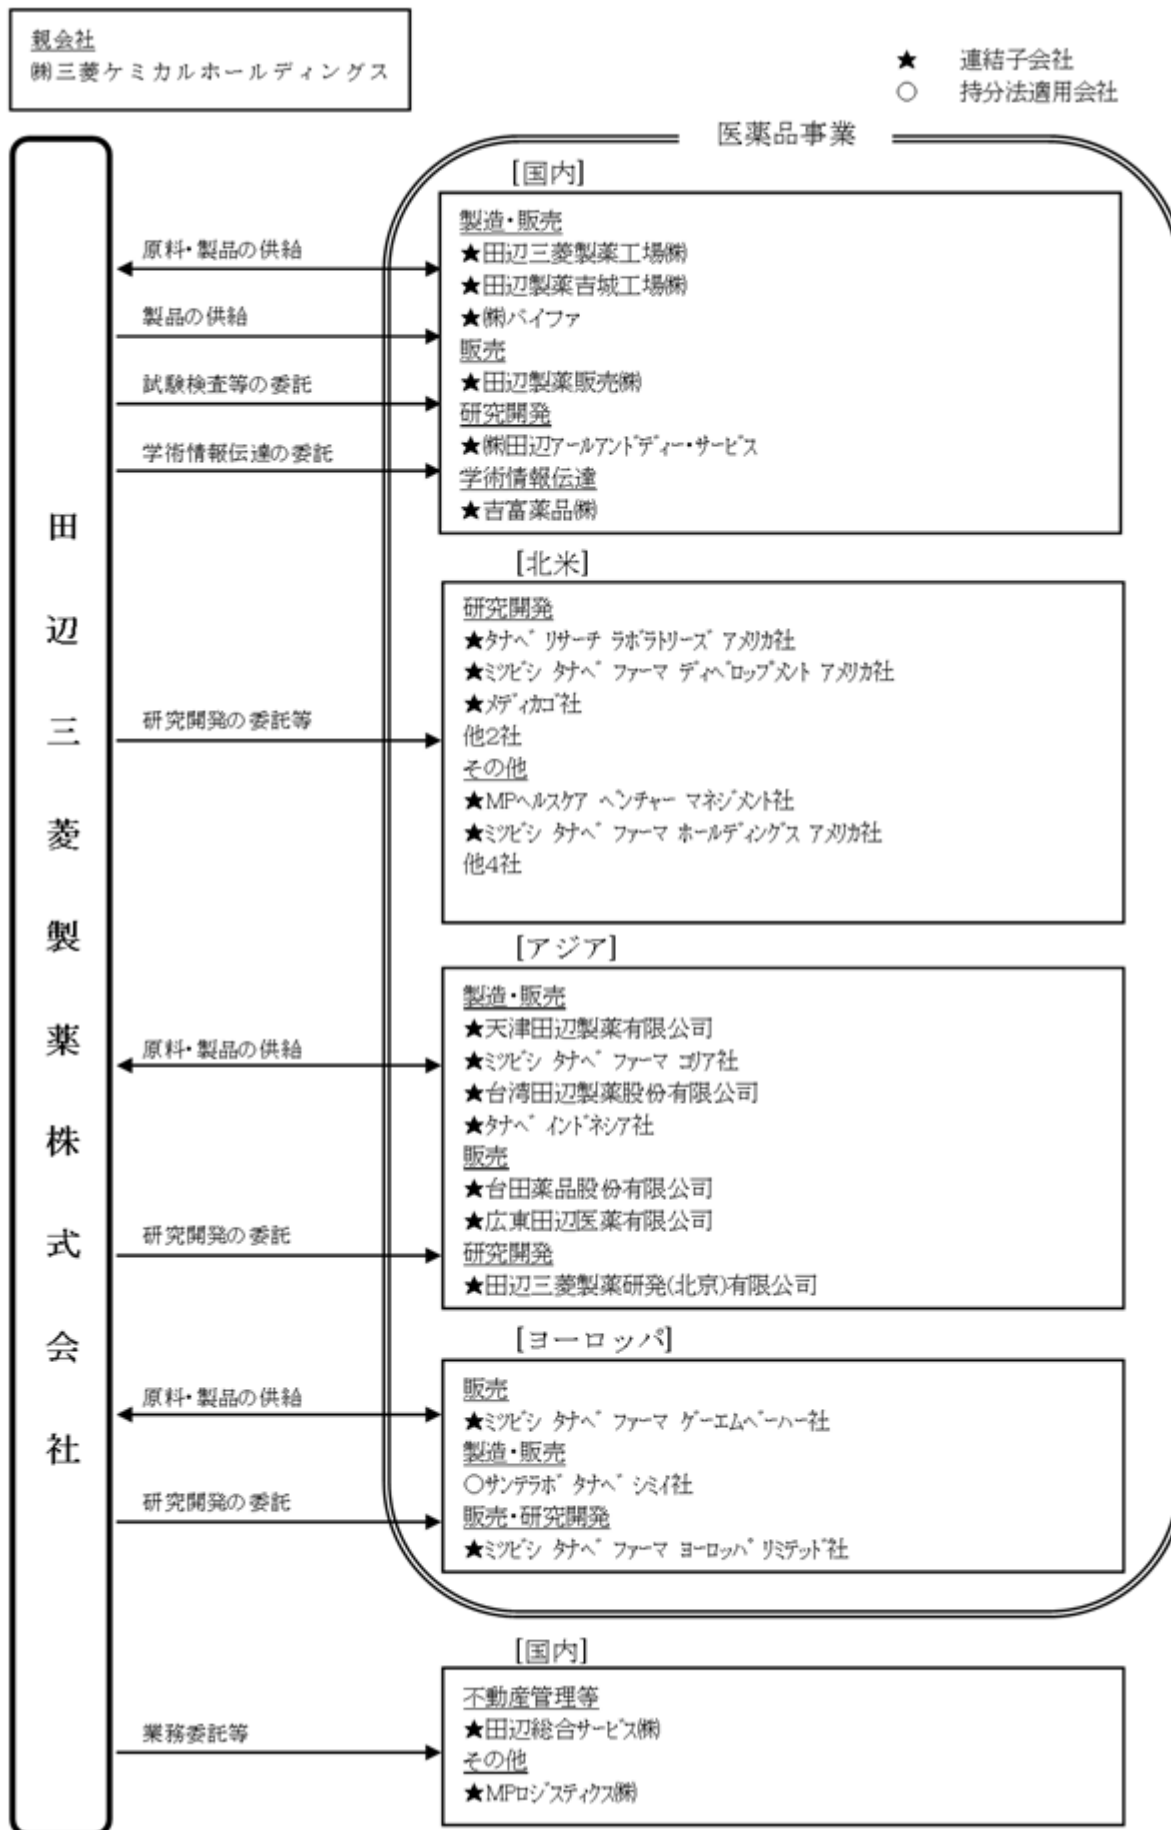 親会社
㈱三菱ケミカルホールディングス
★ 連結子会社
○ 持分法適用会社
田辺三菱製薬株式会社
医薬品事業
[国内]
原料・製品の供給
製品の供給
試験検査等の委託
学術情報伝達の委託
製造・販売
★田辺三菱製薬工場㈱
★田辺製薬吉城工場㈱
★㈱バイファ
販売
★田辺製薬販売㈱
研究開発
★㈱田辺アールアンドディー・サービス
学術情報伝達
★吉富薬品㈱
[北米]
研究開発の委託等
研究開発
★タナベ リサーチ ラボラトリーズ アメリカ社
★ミツビシ タナベ ファーマ ディベロップメント アメリカ社
★メディカゴ社
他2社
その他
★MPヘルスケア ベンチャー マネジメント社
★ミツビシ タナベ ファーマ ホールディングス アメリカ社
他4社
[アジア]
原料・製品の供給
研究開発の委託
製造・販売
★天津田辺製薬有限公司
★ミツビシ タナベ ファーマ コリア社
★台湾田辺製薬股份有限公司
★タナベ インドネシア社
販売
★台田薬品股份有限公司
★広東田辺医薬有限公司
研究開発
★田辺三菱製薬研発(北京)有限公司
[ヨーロッパ]
原料・製品の供給
研究開発の委託
販売
★ミツビシ タナベ ファーマ ゲーエムベーハー社
製造・販売
○サンテラボ タナベ シミイ社
販売・研究開発
★ミツビシ タナベ ファーマ ヨーロッパ リミテッド社
[国内]
業務委託等
不動産管理等
★田辺総合サービス㈱
その他
★MPロジスティクス㈱